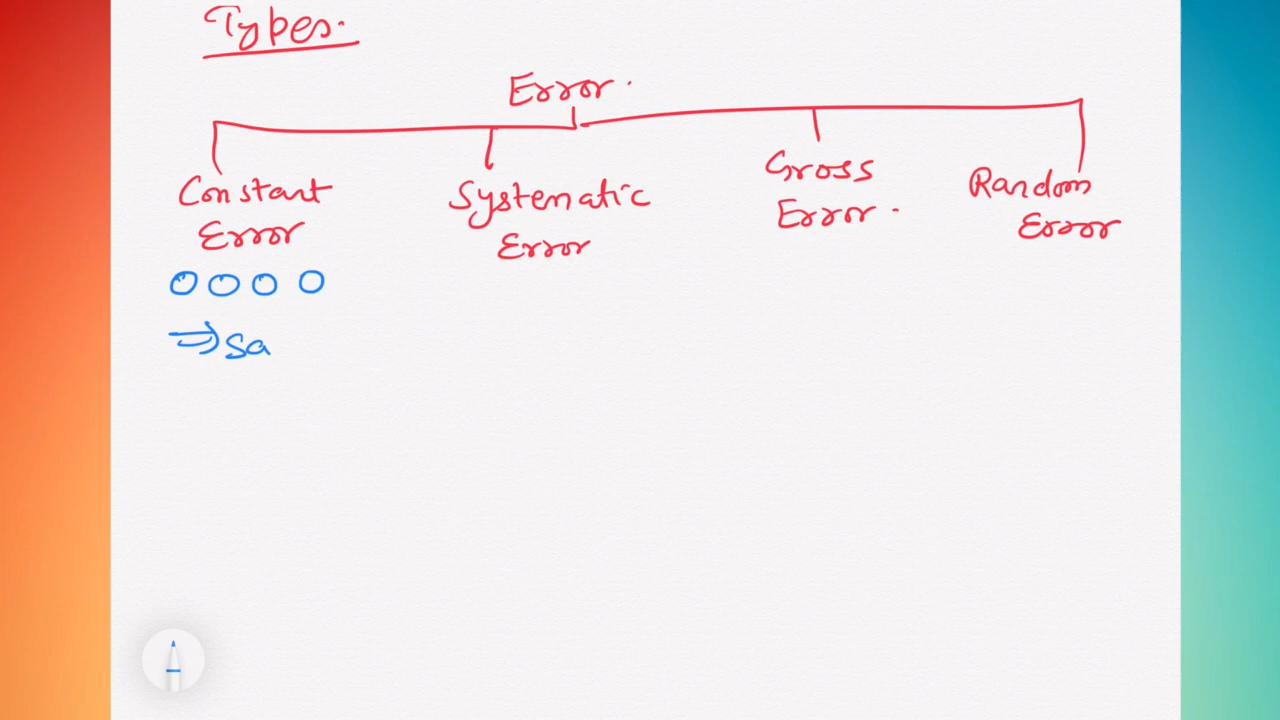 Types.
Error.
Constant
Error
Systematic
Error
Gross
Error.
Random
Error
⇒ Sa